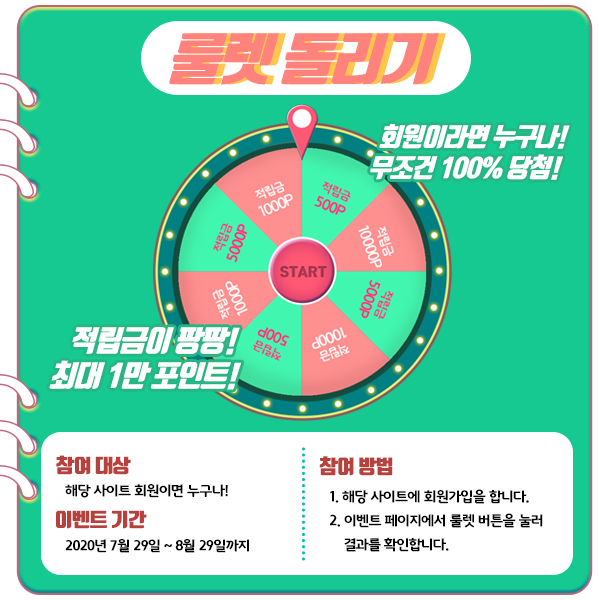 룰렛 돌리기
회원이라면 누구나!
무조건 100% 당첨!
적립금
500P
적립금
10000P
적립금
5000P
적립금
1000P
적립금
500P
적립금
1000P
적립금
5000P
적립금
1000P
START
적립금이 팡팡!
최대 1만 포인트!
참여 대상
해당 사이트 회원이면 누구나!
이벤트 기간
2020년 7월 29일 ~ 8월 29일까지
참여 방법
1. 해당 사이트에 회원가입을 합니다.
2. 이벤트 페이지에서 룰렛 버튼을 눌러
결과를 확인합니다.